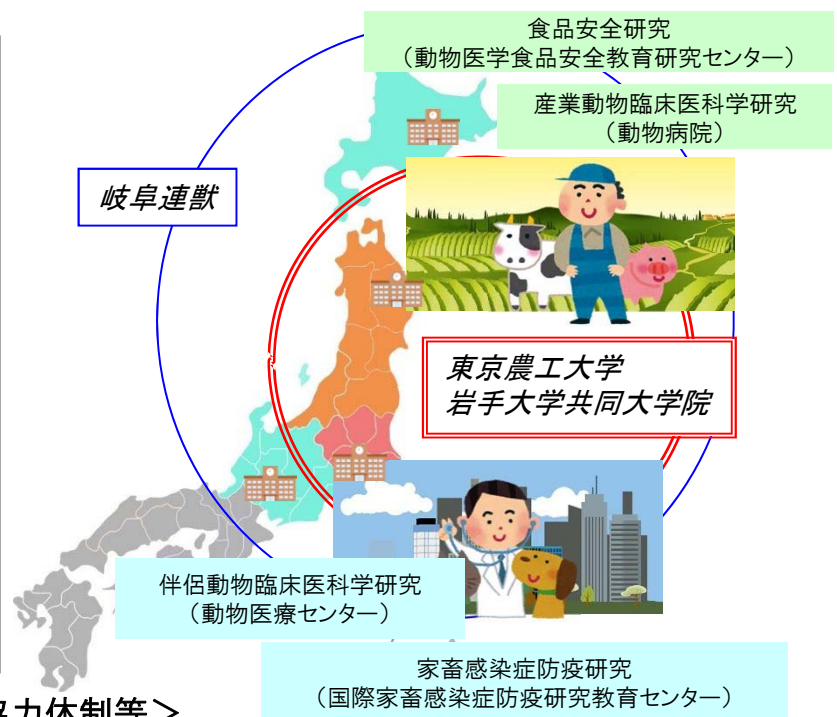 食品安全研究
（動物医学食品安全教育研究センター）
産業動物臨床医科学研究
（動物病院）
岐阜連獣
東京農工大学
岩手大学共同大学院
伴侶動物臨床医科学研究
（動物医療センター）
家畜感染症防疫研究
（国際家畜感染症防疫研究教育センター）
力体制等＞